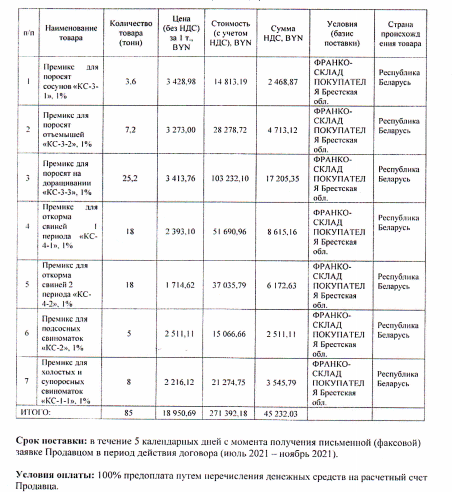 п/п Наименование товара Количество товара (тонн) Цена (без НДС) за 1 т., BYN Стоимость (с учетом НДС), BYN Сумма НДС, BYN Условия (базис поставки) Страна происхождения товара
1 Премикс для поросят сосунов «КС-3-1», 1% 3.6 3 428,98 14 813,19 2 468,87 ФРАНКО-СКЛАД ПОКУПАТЕЛЯ Брестская обл. Республика Беларусь
2 Премикс для поросят отъемышей «КС-3-2», 1% 7,2 3 273,00 28 278,72 4 713,12 ФРАНКО-СКЛАД ПОКУПАТЕЛЯ Брестская обл. Республика Беларусь
3 Премикс для поросят на доращивании «КС-3-3», 1% 25,2 3 413,76 103 232,10 17 205,35 ФРАНКО-СКЛАД ПОКУПАТЕЛЯ Брестская обл. Республика Беларусь
4 Премикс для откорма свиней 1 периода «КС-4-1», 1% 18 2 393,10 51 690,96 8 615,16 ФРАНКО-СКЛАД ПОКУПАТЕЛЯ Брестская обл. Республика Беларусь
5 Премикс для откорма свиней 2 периода «КС-4-2», 1% 18 1 714,62 37 035,79 6 172,63 ФРАНКО-СКЛАД ПОКУПАТЕЛЯ Брестская обл. Республика Беларусь
6 Премикс для подсосных свиноматок «КС-2», 1% 5 2 511,11 15 066,66 2 511,11 ФРАНКО-СКЛАД ПОКУПАТЕЛЯ Брестская обл. Республика Беларусь
7 Премикс для холостых и супоросных свиноматок «КС-1-1», 1% 8 2 216,12 21 274,75 3 545,79 ФРАНКО-СКЛАД ПОКУПАТЕЛЯ Брестская обл. Республика Беларусь
ИТОГО: 85 18 950,69 271 392,18 45 232,03
Срок поставки: в течение 5 календарных дней с момента получения письменной (факсовой)
заявке Продавцом в период действия договора (июль 2021 – ноябрь 2021).
Условия оплаты: 100% предоплата путем перечисления денежных средств на расчетный счет
Продавца.